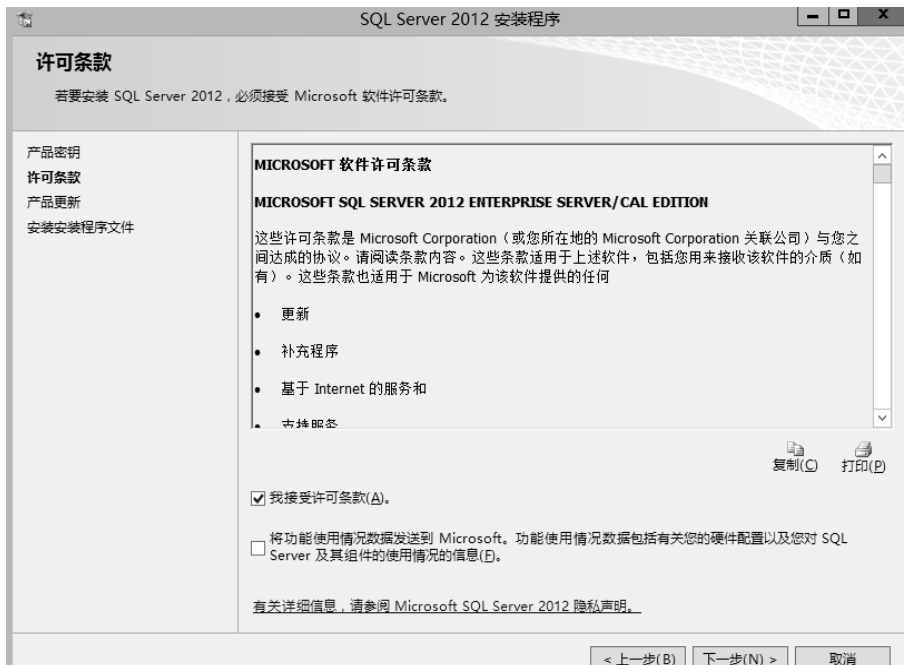 SQL Server 2012 安装程序
许可条款
若要安装 SQL Server 2012，必须接受 Microsoft 软件许可条款。
产品密钥
许可条款
产品更新
安装安装程序文件
MICROSOFT 软件许可条款
MICROSOFT SQL SERVER 2012 ENTERPRISE SERVER/CAL EDITION
这些许可条款是 Microsoft Corporation（或您所在地的 Microsoft Corporation 关联公司）与您之
间达成的协议。请阅读条款内容。这些条款适用于上述软件，包括您用来接收该软件的介质（如
有）。这些条款也适用于 Microsoft 为该软件提供的任何
• 更新
• 补充程序
• 基于 Internet 的服务和
• 支持服务
复制(C) 打印(P)
我接受许可条款(A)。
将功能使用情况数据发送到 Microsoft。功能使用情况数据包括有关您的硬件配置以及您对 SQL
Server 及其组件的使用情况的信息(F)。
有关详细信息，请参阅 Microsoft SQL Server 2012 隐私声明。
< 上一步(B) 下一步(N) > 取消